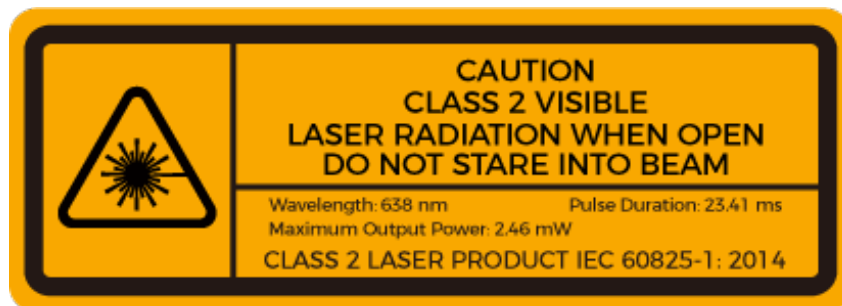 CAUTION
CLASS 2 VISIBLE
LASER RADIATION WHEN OPEN
DO NOT STARE INTO BEAM
Wavelength: 638 nm Pulse Duration: 23.41 ms
Maximum Output Power: 2.46 mW
CLASS 2 LASER PRODUCT IEC 60825-1: 2014